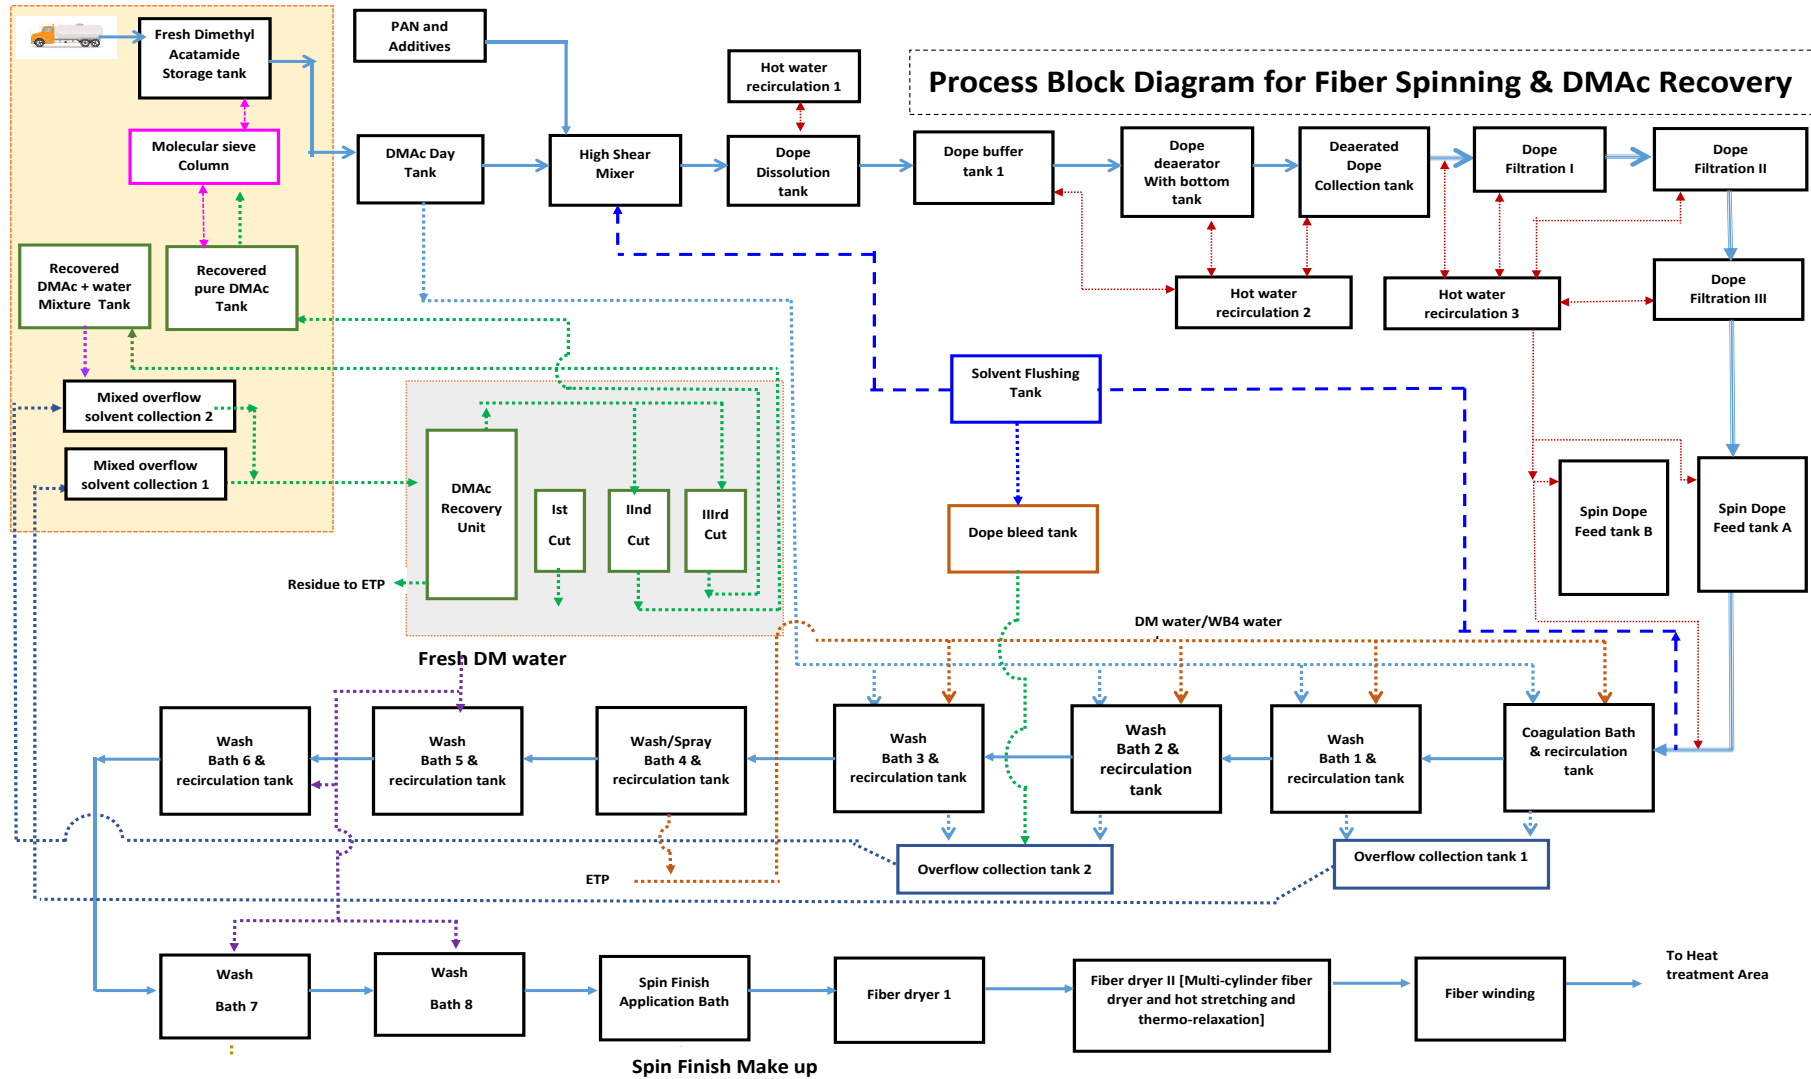 Fresh Dimethyl
Acatamide
Storage tank
PAN and
Additives
Hot water
recirculation 1
Process Block Diagram for Fiber Spinning & DMAc Recovery
Molecular sieve
Column
DMAc Day
Tank
High Shear
Mixer
Dope
Dissolution
tank
Dope buffer
tank 1
Dope
deaerator
With bottom
tank
Deaerated
Dope
Collection tank
Dope
Filtration I
Dope
Filtration II
Recovered
DMAc + water
Mixture Tank
Recovered
pure DMAc
Tank
Hot water
recirculation 2
Hot water
recirculation 3
Dope
Filtration III
Mixed overflow
solvent collection 2
Mixed overflow
solvent collection 1
Solvent Flushing
Tank
DMAc
Recovery
Unit
Ist
Cut
IInd
Cut
IIIrd
Cut
Dope bleed tank
Spin Dope
Feed tank B
Spin Dope
Feed tank A
Residue to ETP
DM water/WB4 water
Fresh DM water
Wash
Bath 6 &
recirculation tank
Wash
Bath 5 &
recirculation tank
Wash/Spray
Bath 4 &
recirculation tank
Wash
Bath 3 &
recirculation tank
Wash
Bath 2 &
recirculation
tank
Wash
Bath 1 &
recirculation tank
Coagulation Bath
& recirculation
tank
ETP
Overflow collection tank 2
Overflow collection tank 1
Wash
Bath 7
Wash
Bath 8
Spin Finish
Application Bath
Fiber dryer 1
Fiber dryer II [Multi-cylinder fiber
dryer and hot stretching and
thermo-relaxation]
Fiber winding
To Heat
treatment Area
Spin Finish Make up